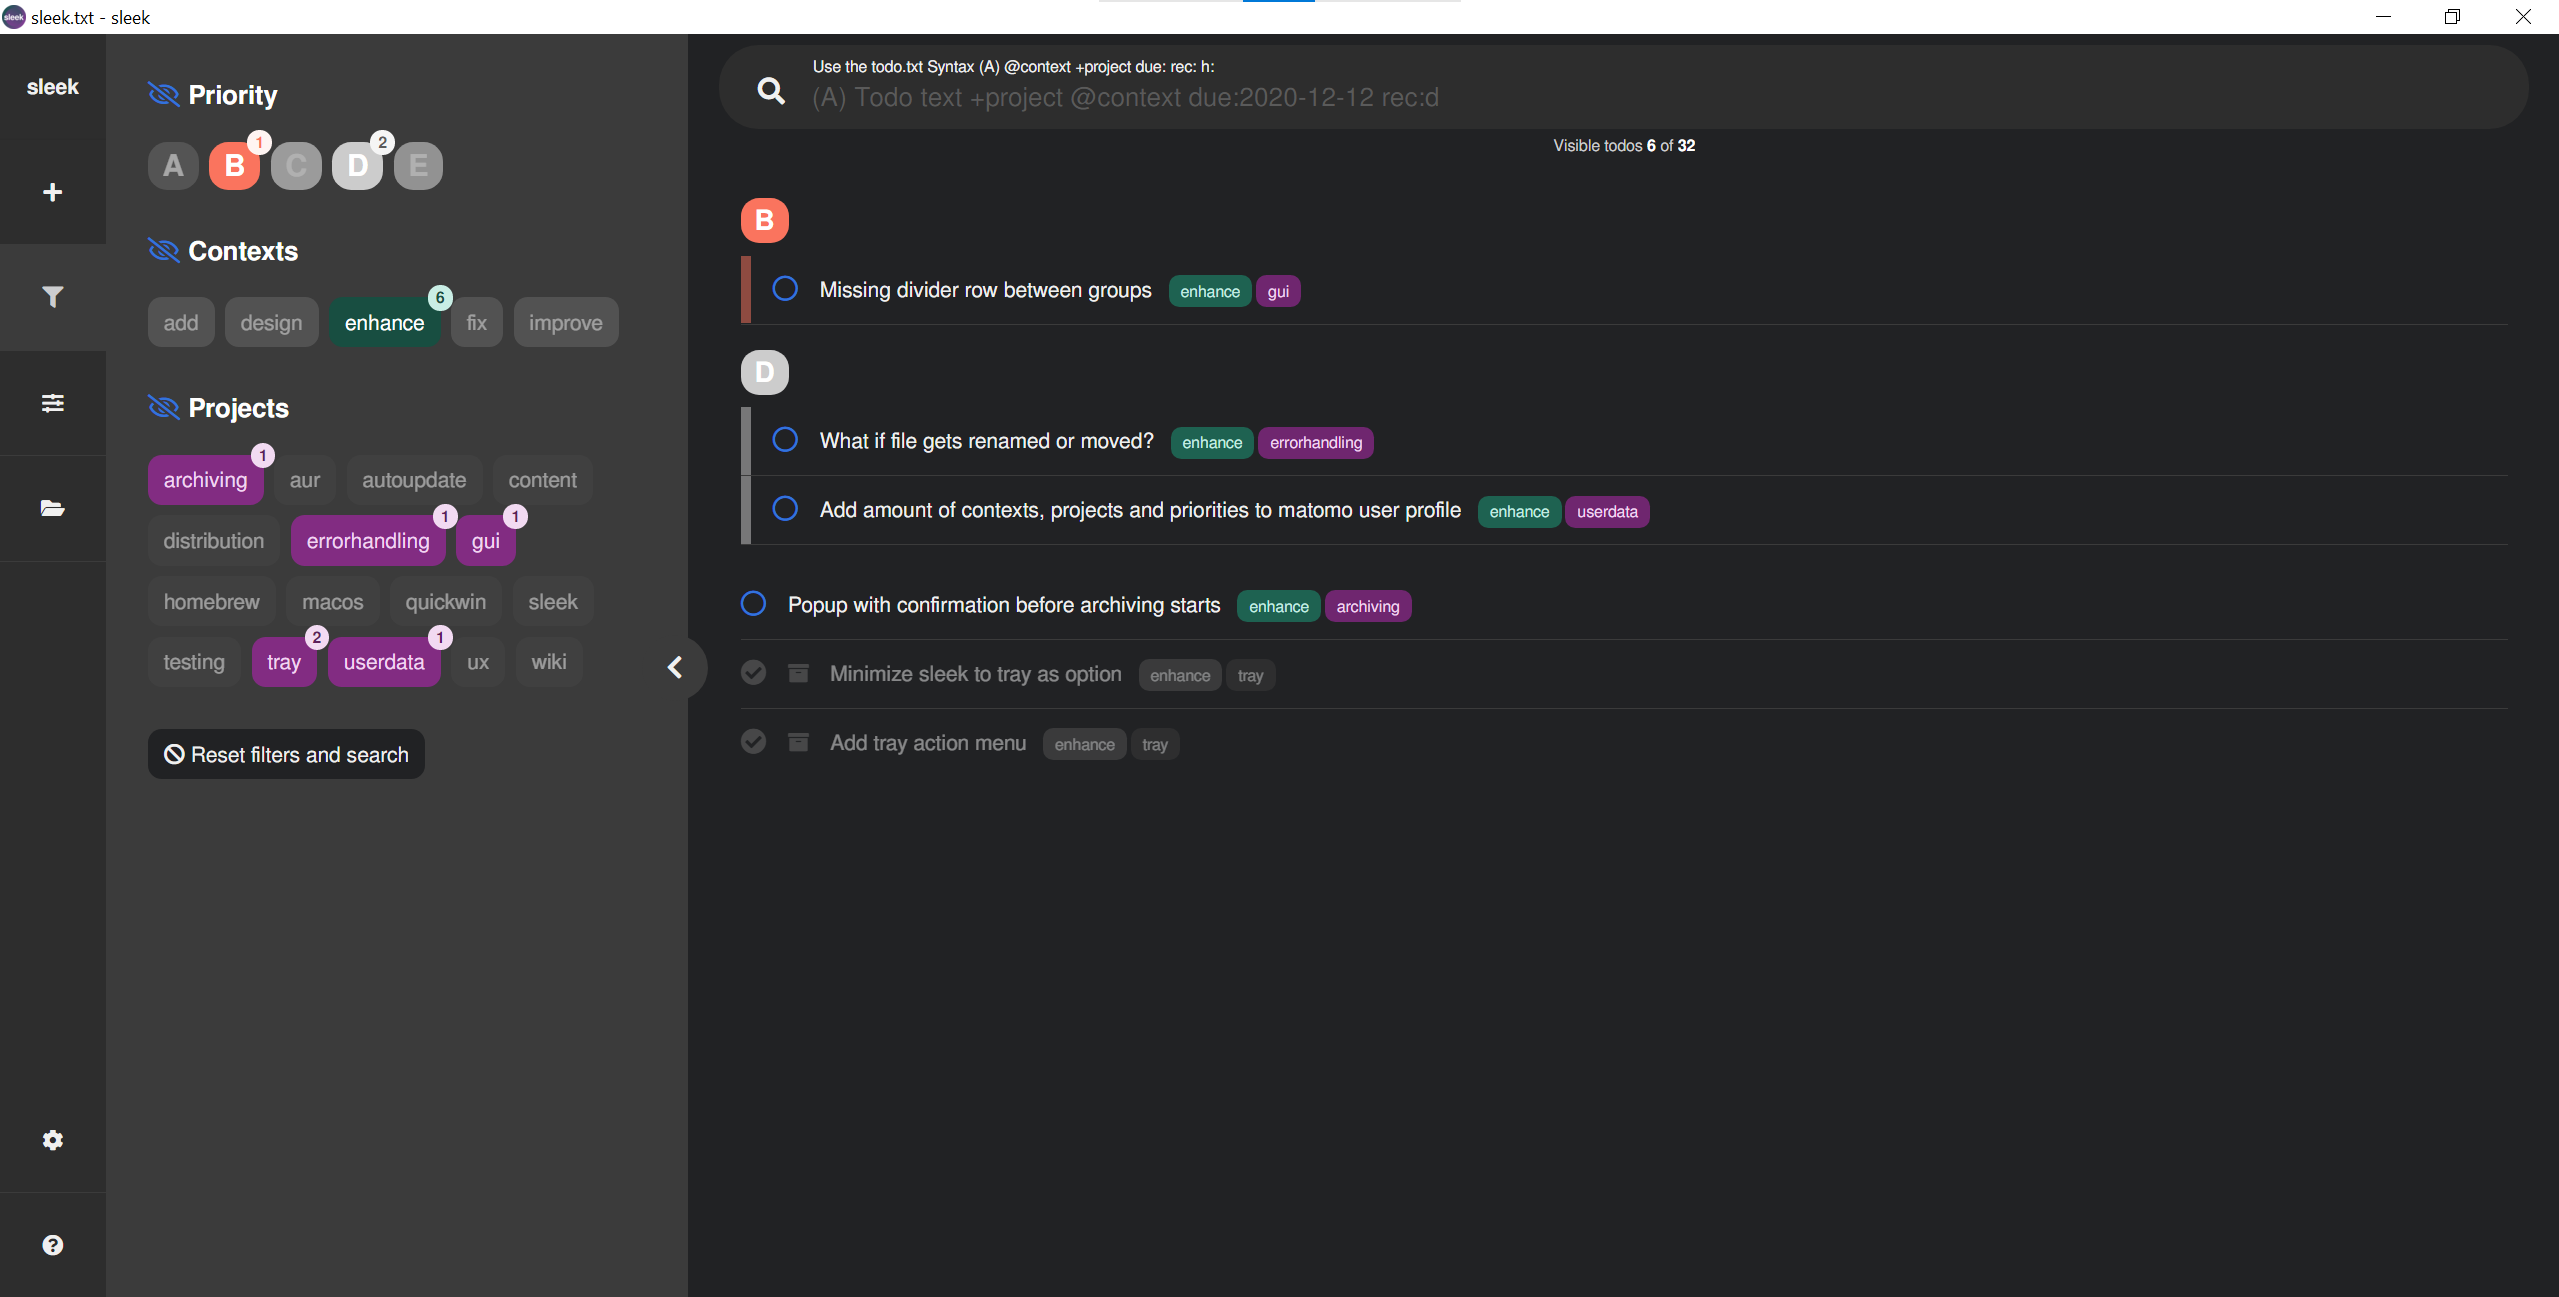 sleek sleek.txt - sleek
sleek
Priority
A B 1 C D 2 E
Contexts
add design enhance 6 fix improve
Projects
archiving 1 aur autoupdate content
distribution errorhandling 1 gui 1
homebrew macos quickwin sleek
testing tray 2 userdata 1 ux wiki
Reset filters and search
Use the todo.txt Syntax (A) @context +project due: rec: h:
(A) Todo text +project @context due:2020-12-12 rec:d
Visible todos 6 of 32
B
Missing divider row between groups enhance gui
D
What if file gets renamed or moved? enhance errorhandling
Add amount of contexts, projects and priorities to matomo user profile enhance userdata
Popup with confirmation before archiving starts enhance archiving
Minimize sleek to tray as option enhance tray
Add tray action menu enhance tray